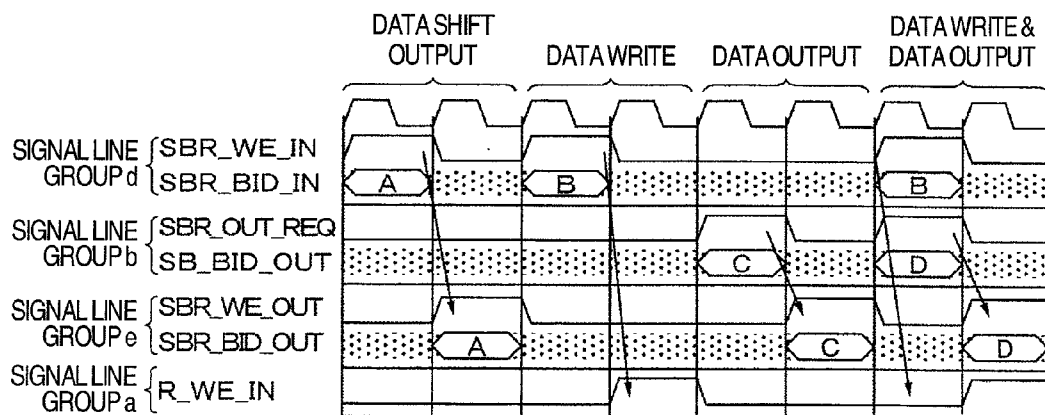 DATA SHIFT
OUTPUT
DATA WRITE
DATA OUTPUT
DATA WRITE &
DATA OUTPUT
SIGNAL LINE
GROUP d
SBR_WE_IN
SBR_BID_IN
A
B
B
SIGNAL LINE
GROUP b
SBR_OUT_REQ
SB_BID_OUT
C
D
SIGNAL LINE
GROUP e
SBR_WE_OUT
SBR_BID_OUT
A
C
D
SIGNAL LINE
GROUP a
R_WE_IN